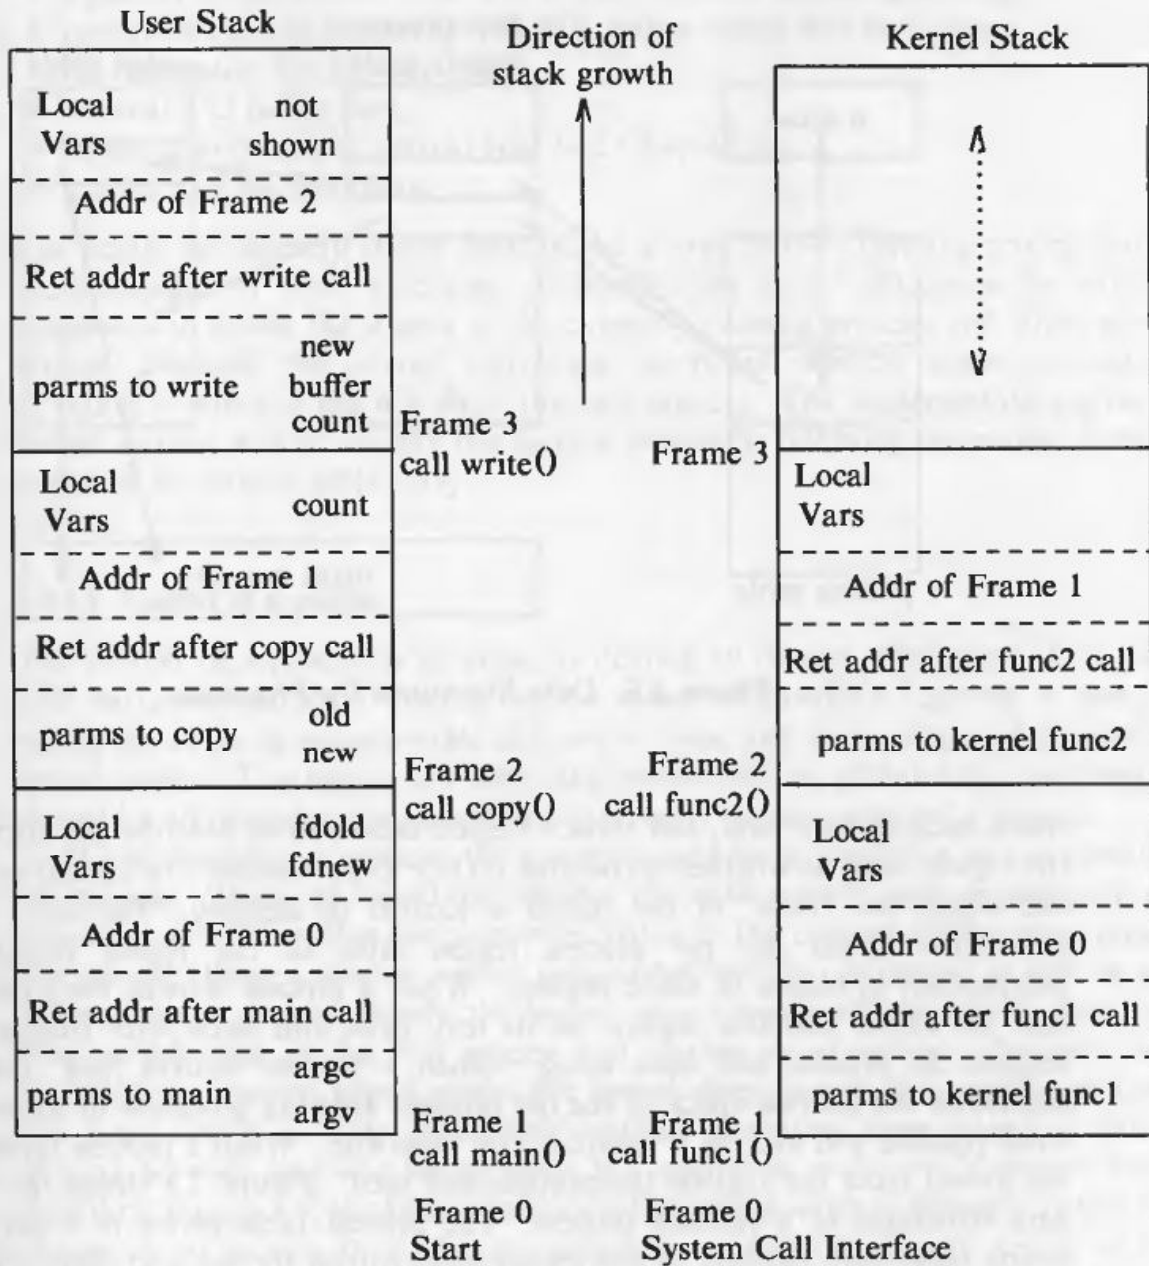 User Stack
Local not
Vars shown
Addr of Frame 2
Ret addr after write call
new
parms to write buffer
count
Local count
Vars
Addr of Frame 1
Ret addr after copy call
old
parms to copy new
Local fdold
Vars fdnew
Addr of Frame 0
Ret addr after main call
argc
parms to main argv
Direction of
stack growth
Frame 3
call write()
Frame 2
call copy()
Frame 1
call main()
Frame 0
Start
Kernel Stack
Frame 3
Local
Vars
Addr of Frame 1
Ret addr after func2 call
parms to kernel func2
Frame 2
call func2()
Local
Vars
Addr of Frame 0
Ret addr after func1 call
parms to kernel func1
Frame 1
call func1()
Frame 0
System Call Interface